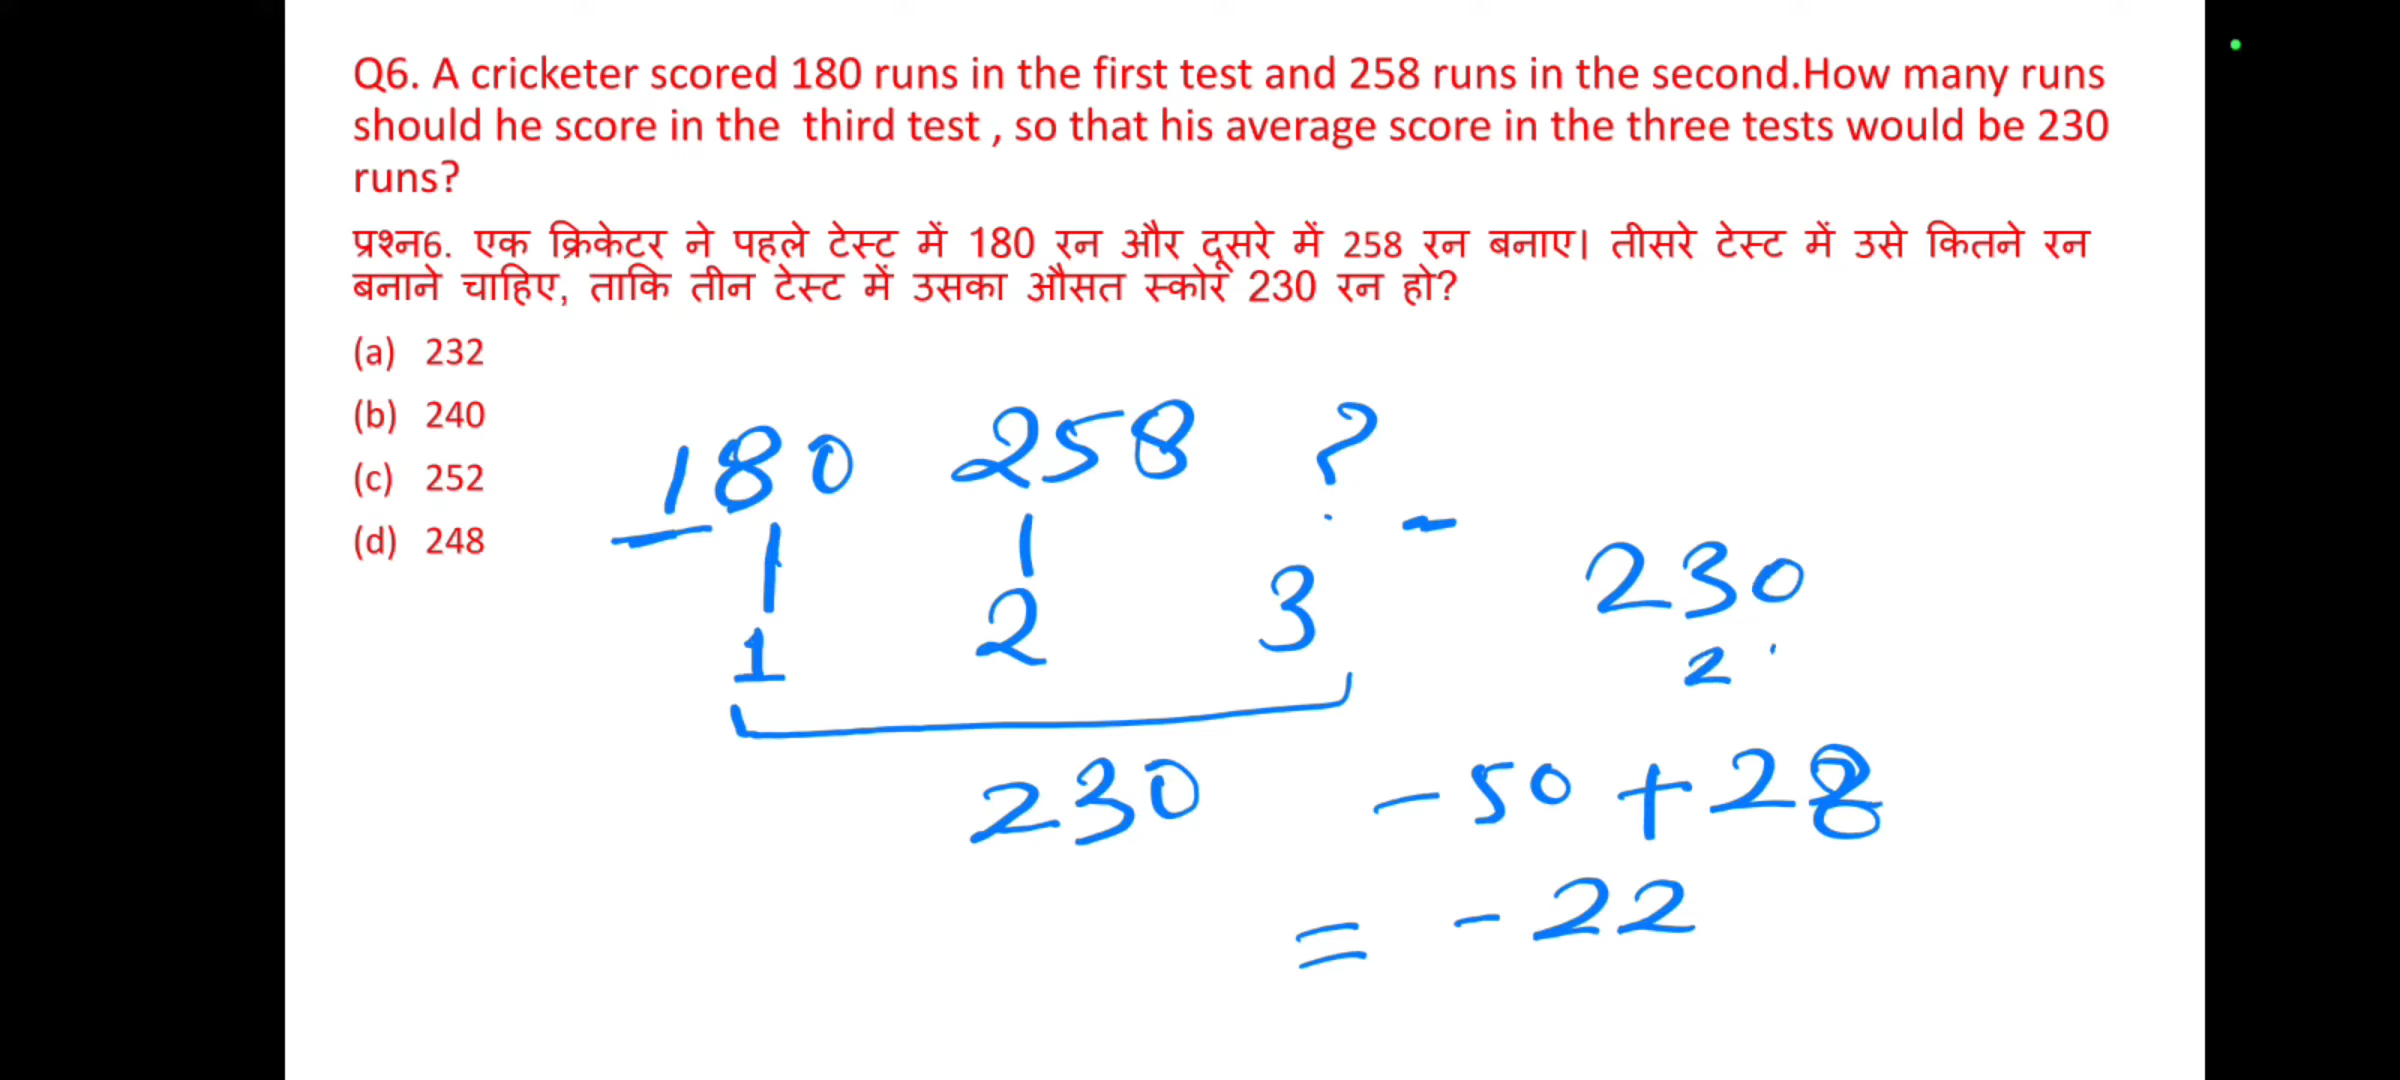 Q6. A cricketer scored 180 runs in the first test and 258 runs in the second.How many runs
should he score in the third test , so that his average score in the three tests would be 230
runs?
प्रश्न6. एक क्रिकेटर ने पहले टेस्ट में 180 रन और दूसरे में 258 रन बनाए। तीसरे टेस्ट में उसे कितने रन
बनाने चाहिए, ताकि तीन टेस्ट में उसका औसत स्कोर 230 रन हो?
(a) 232
(b) 240
(c) 252
(d) 248
180 258 ?
230
1 2 3
2
230 - 50 + 28
= - 22